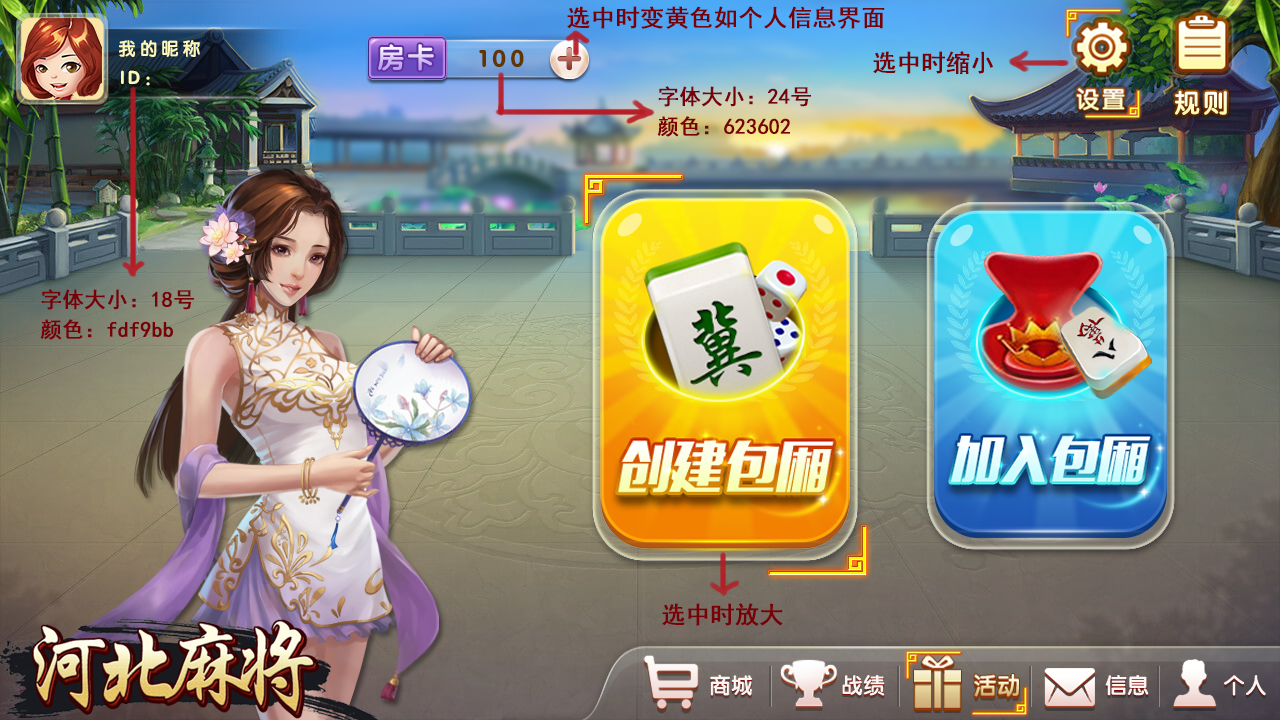 选中时变黄色如个人信息界面
我的昵称
ID:
房卡
100
选中时缩小
设置
规则
字体大小：24号
颜色：623602
字体大小：18号
颜色：fdf9bb
冀
创建包厢
加入包厢
选中时放大
河北麻将
商城
战绩
活动
信息
个人